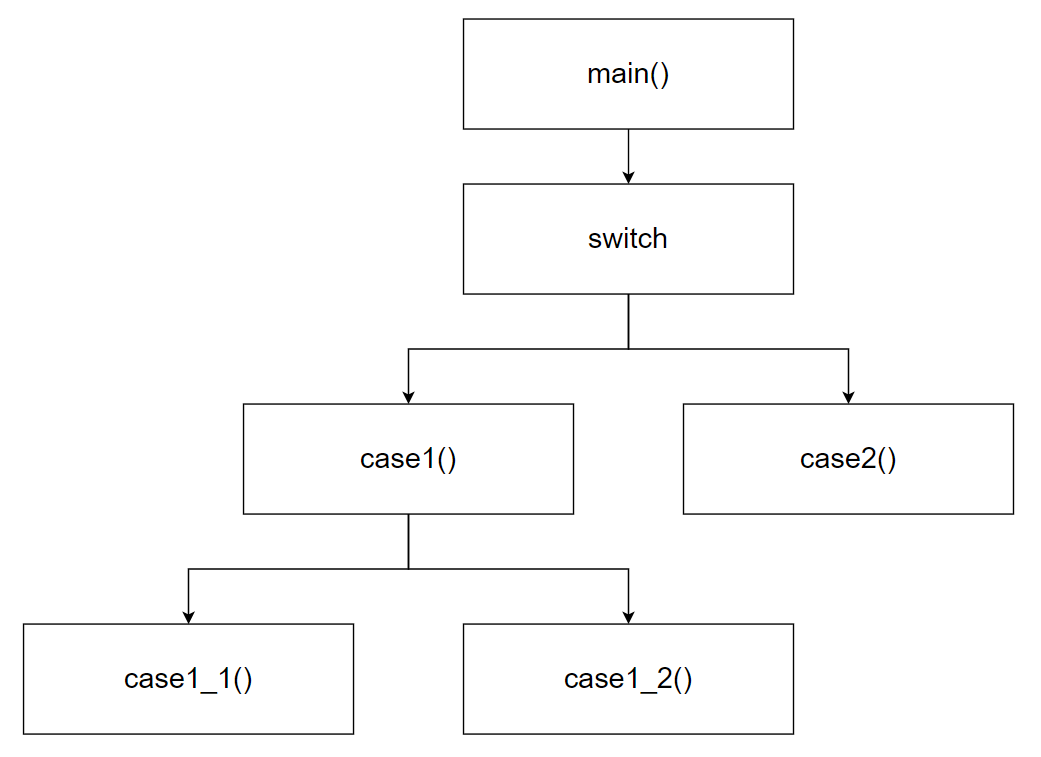 main()
switch
case1()
case2()
case1_1()
case1_2()